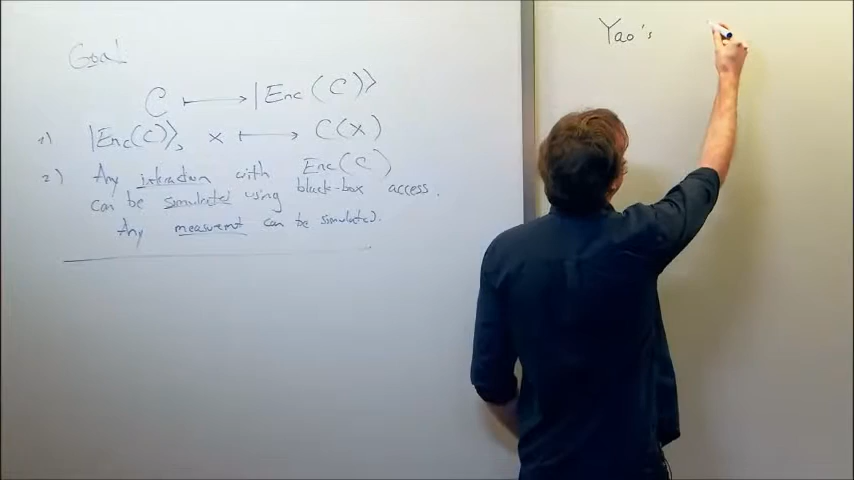 Goal
C ↦ |Enc(C)⟩
1) |Enc(C)⟩, x ↦ C(x)
2) Any interaction with Enc(C)
can be simulated using black-box access.
Any measurement can be simulated.
Yao's